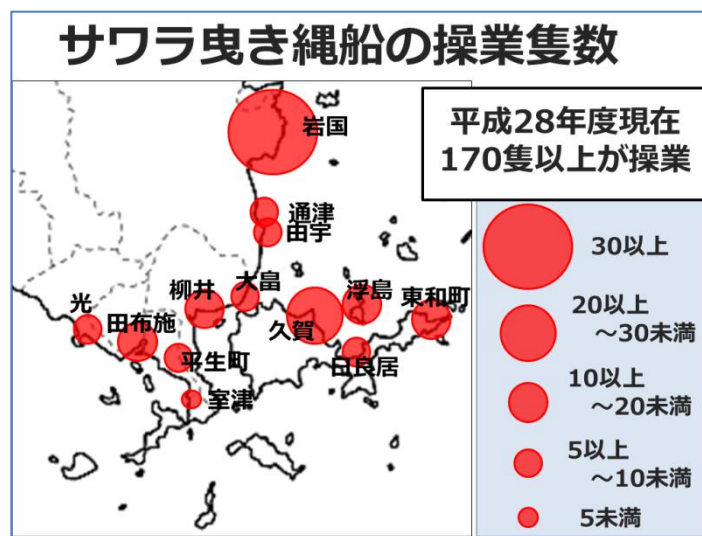 サワラ曳き縄船の操業隻数
平成28年度現在
170隻以上が操業
岩国
通津
由宇
大畠
柳井
光
田布施
平生町
室津
久賀
浮島
東和町
日良居
30以上
20以上
～30未満
10以上
～20未満
5以上
～10未満
5未満